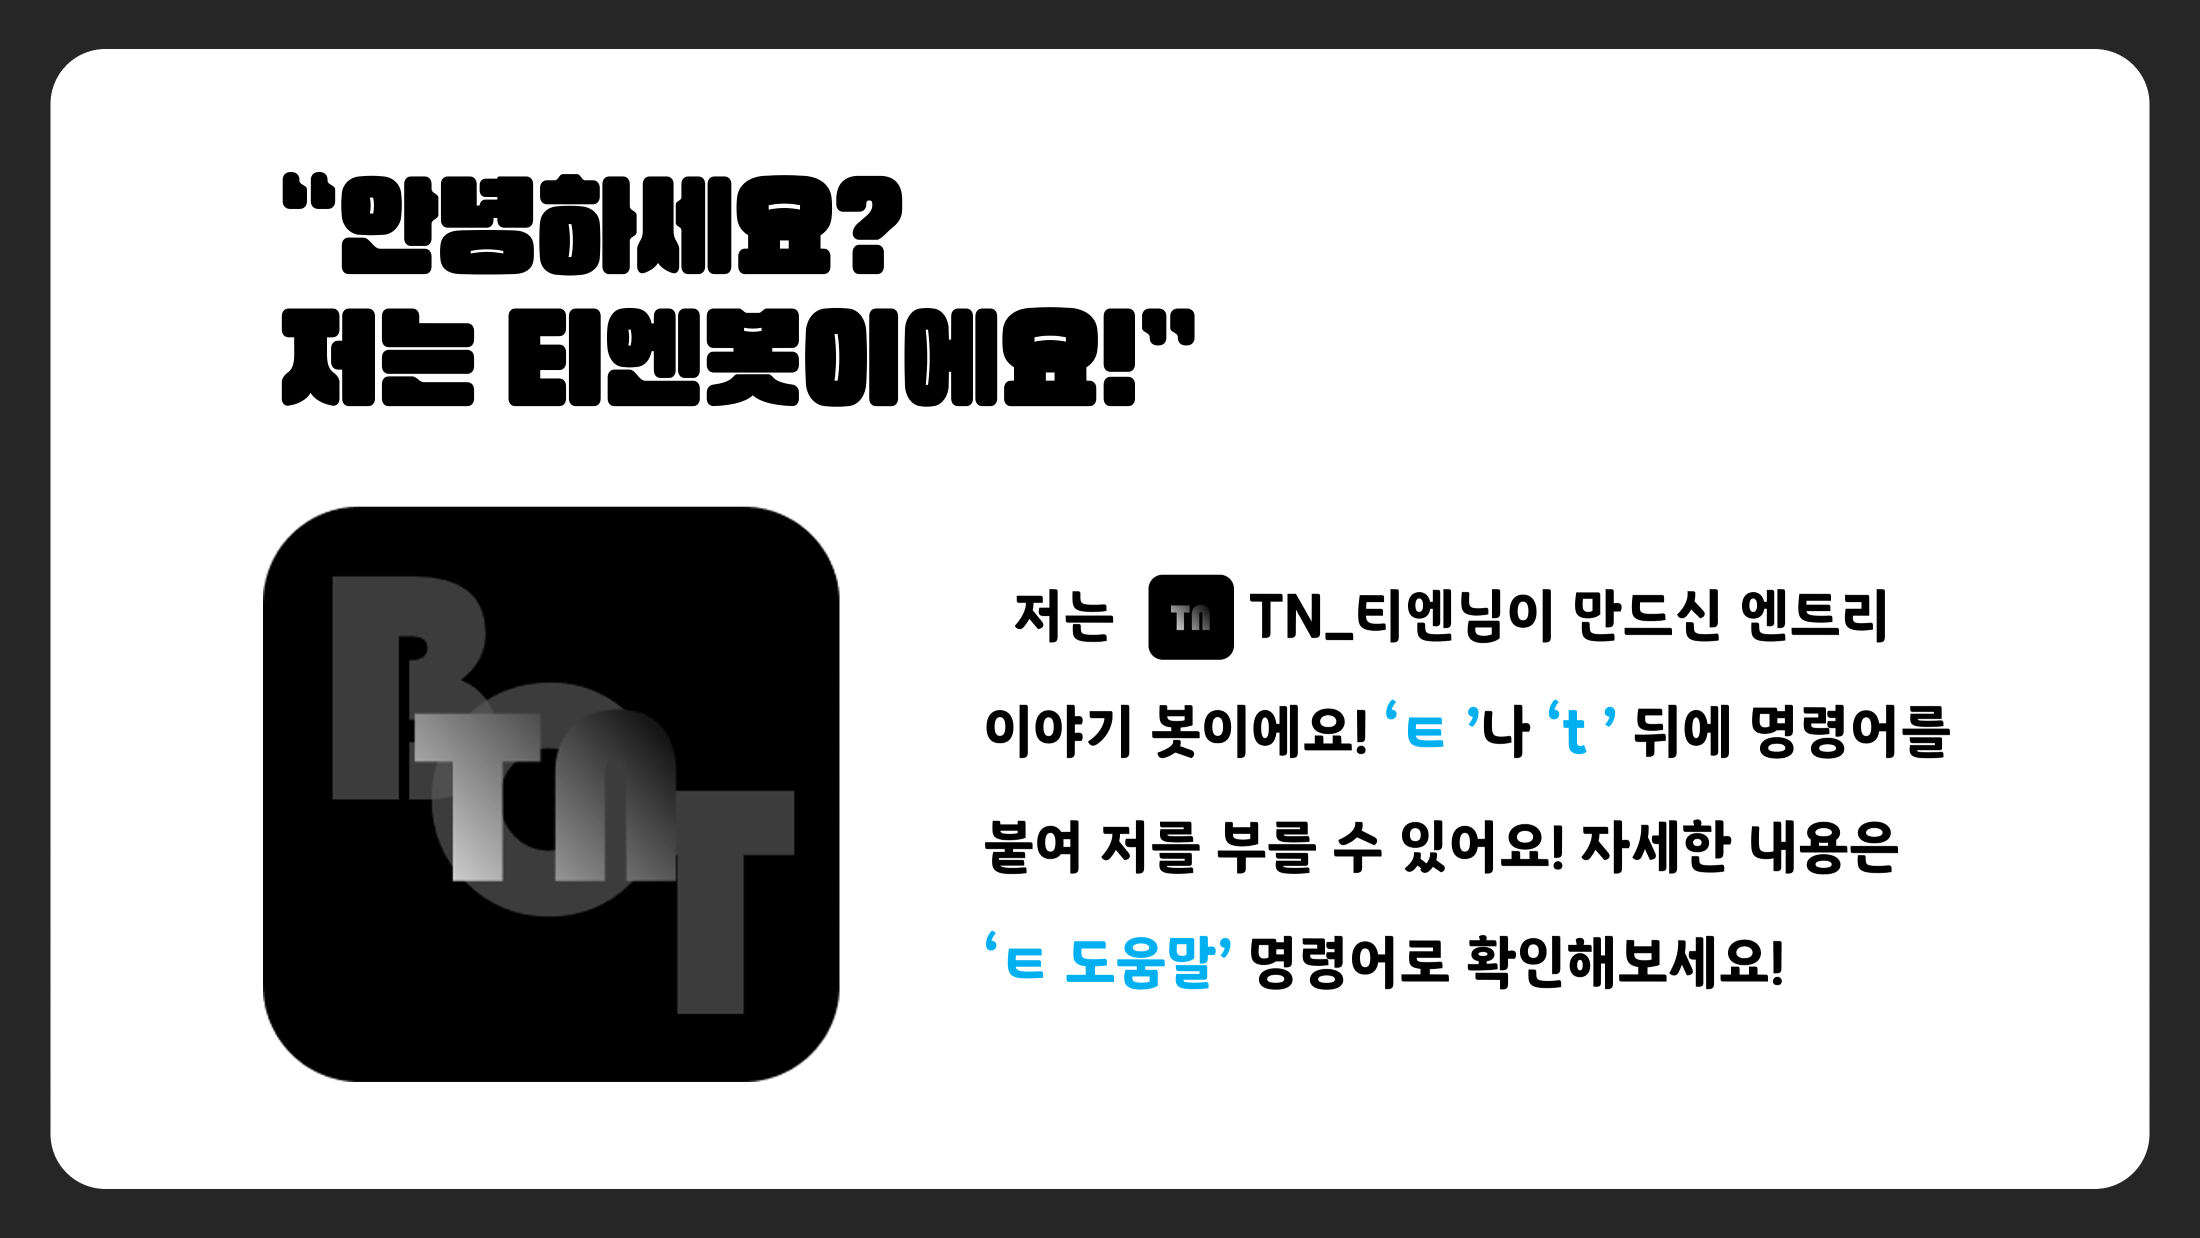 “안녕하세요?
저는 티엔봇이에요!”
BOT
TN
저는 TN TN_티엔님이 만드신 엔트리
이야기 봇이에요! ‘ㅌ ’나 ‘t ’ 뒤에 명령어를
붙여 저를 부를 수 있어요! 자세한 내용은
‘ㅌ 도움말’ 명령어로 확인해보세요!